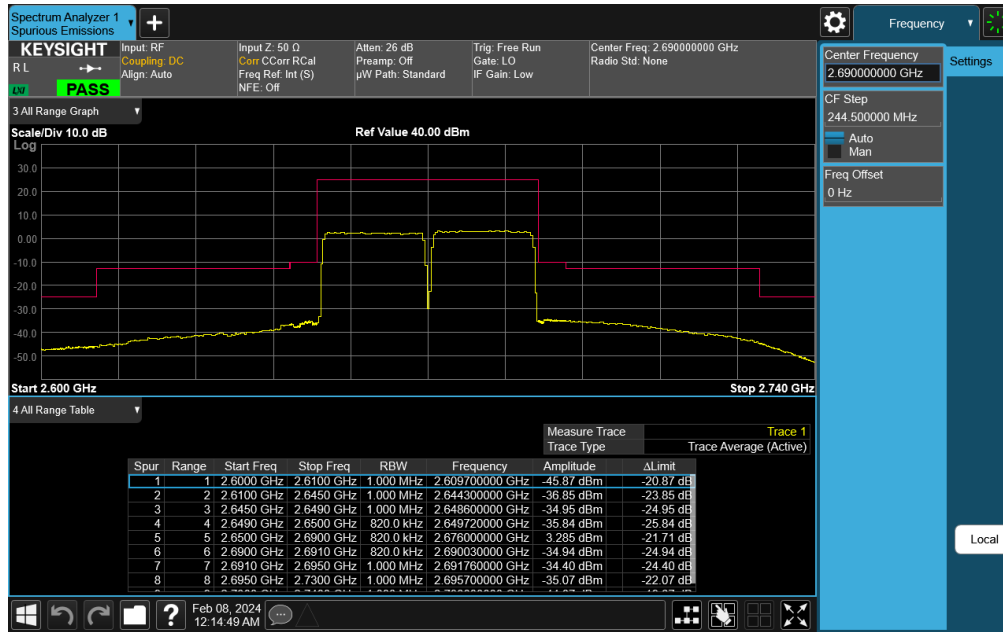 Spectrum Analyzer 1
Spurious Emissions
Frequency
KEYSIGHT
R L
LXI
PASS
Input: RF
Coupling: DC
Align: Auto
Input Z: 50 Ω
Corr CCorr RCal
Freq Ref: Int (S)
NFE: Off
Atten: 26 dB
Preamp: Off
µW Path: Standard
Trig: Free Run
Gate: LO
IF Gain: Low
Center Freq: 2.690000000 GHz
Radio Std: None
Center Frequency
2.690000000 GHz
Settings
CF Step
244.500000 MHz
Auto
Man
Freq Offset
0 Hz
3 All Range Graph
Scale/Div 10.0 dB
Ref Value 40.00 dBm
Log
30.0
20.0
10.0
0.00
-10.0
-20.0
-30.0
-40.0
-50.0
Start 2.600 GHz
Stop 2.740 GHz
4 All Range Table
Measure Trace Trace 1
Trace Type Trace Average (Active)
Spur Range Start Freq Stop Freq RBW Frequency Amplitude ΔLimit
1 1 2.6000 GHz 2.6100 GHz 1.000 MHz 2.609700000 GHz -45.87 dBm -20.87 dB
2 2 2.6100 GHz 2.6450 GHz 1.000 MHz 2.644300000 GHz -36.85 dBm -23.85 dB
3 3 2.6450 GHz 2.6490 GHz 1.000 MHz 2.648600000 GHz -34.95 dBm -24.95 dB
4 4 2.6490 GHz 2.6500 GHz 820.0 kHz 2.649720000 GHz -35.84 dBm -25.84 dB
5 5 2.6500 GHz 2.6900 GHz 820.0 kHz 2.676000000 GHz 3.285 dBm -21.71 dB
6 6 2.6900 GHz 2.6910 GHz 820.0 kHz 2.690030000 GHz -34.94 dBm -24.94 dB
7 7 2.6910 GHz 2.6950 GHz 1.000 MHz 2.691760000 GHz -34.40 dBm -24.40 dB
8 8 2.6950 GHz 2.7300 GHz 1.000 MHz 2.695700000 GHz -35.07 dBm -22.07 dB
Local
Feb 08, 2024
12:14:49 AM